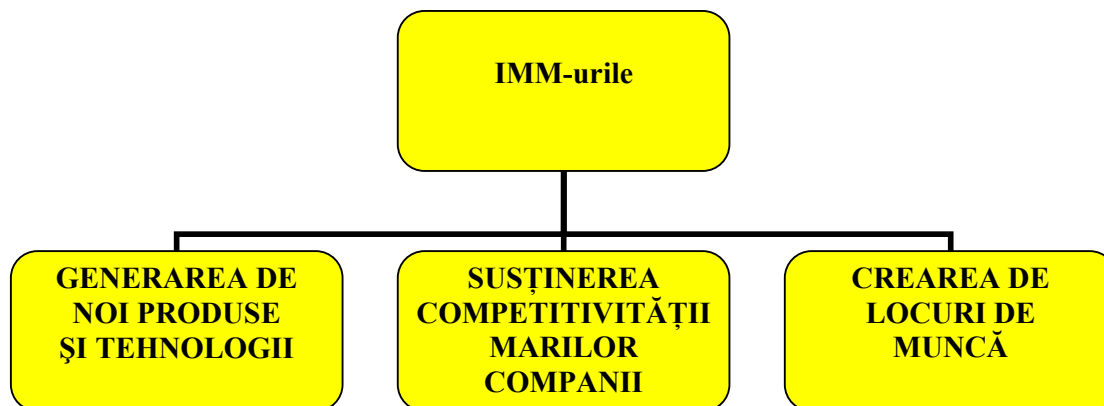 IMM-urile
GENERAREA DE
NOI PRODUSE
ŞI TEHNOLOGII
SUSȚINEREA
COMPETITIVITĂȚII
MARILOR
COMPANII
CREAREA DE
LOCURI DE
MUNCĂ